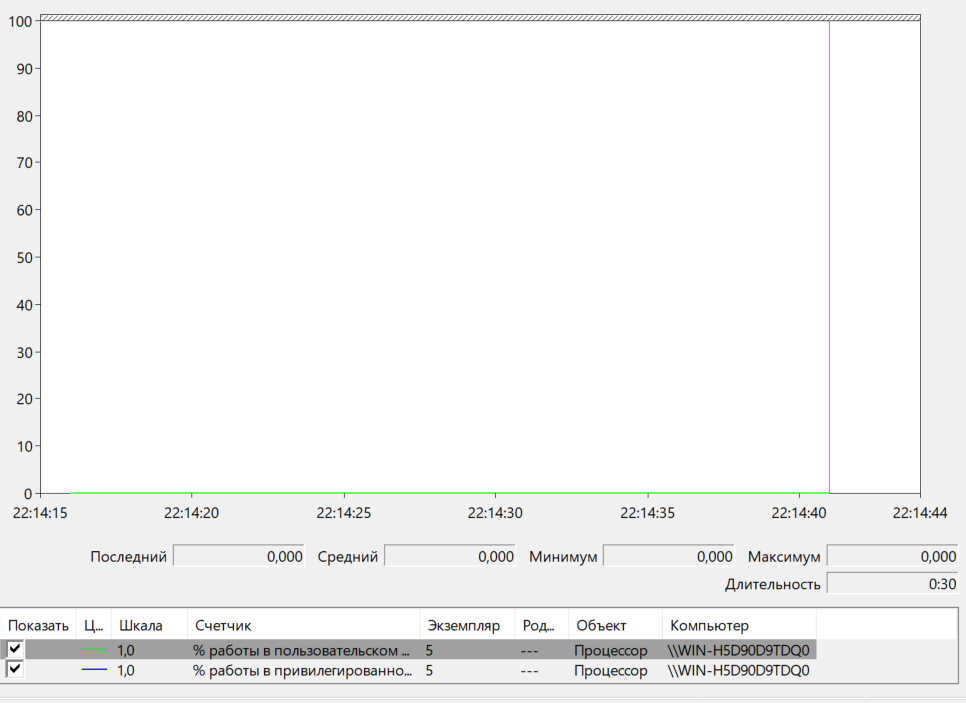 100
90
80
70
60
50
40
30
20
10
0
22:14:15 22:14:20 22:14:25 22:14:30 22:14:35 22:14:40 22:14:44
Последний 0,000 Средний 0,000 Минимум 0,000 Максимум 0,000
Длительность 0:30
Показать Ц... Шкала Счетчик Экземпляр Род... Объект Компьютер
1,0 % работы в пользовательском ... 5 --- Процессор \\WIN-H5D90D9TDQ0
1,0 % работы в привилегированно... 5 --- Процессор \\WIN-H5D90D9TDQ0